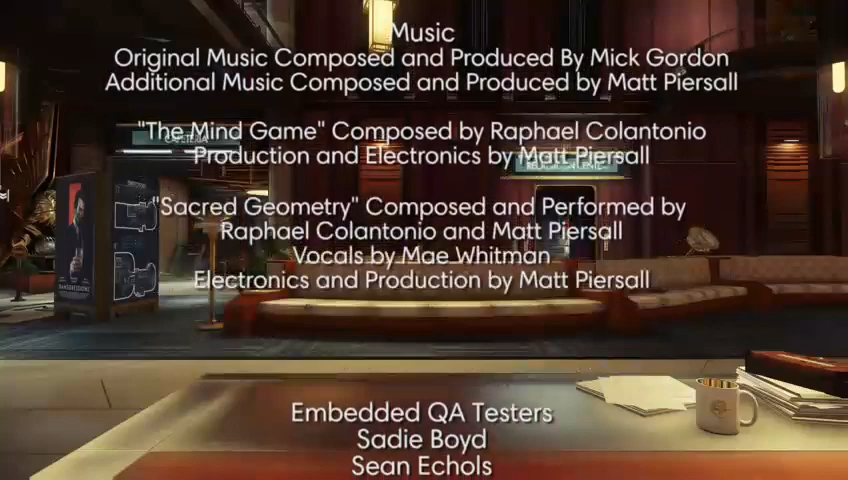 Music
Original Music Composed and Produced By Mick Gordon
Additional Music Composed and Produced by Matt Piersall
"The Mind Game" Composed by Raphael Colantonio
CAFETERIA
Production and Electronics by Matt Piersall
"Sacred Geometry" Composed and Performed by
Raphael Colantonio and Matt Piersall
Vocals by Mae Whitman
Electronics and Production by Matt Piersall
Embedded QA Testers
Sadie Boyd
Sean Echols